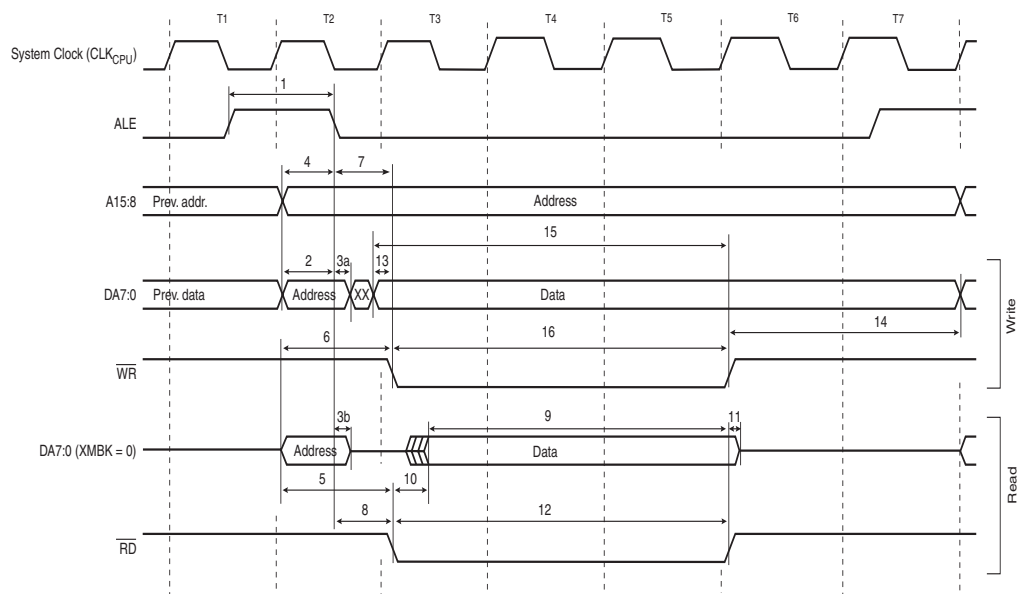 T1 T2 T3 T4 T5 T6 T7
System Clock (CLKCPU)
1
ALE
4 7
A15:8 Prev. addr. Address
15
2 3a 13
DA7:0 Prev. data Address XX Data
14
6 16
WR
Write
3b 9 11
DA7:0 (XMBK = 0) Address Data
5 10
8 12
RD
Read